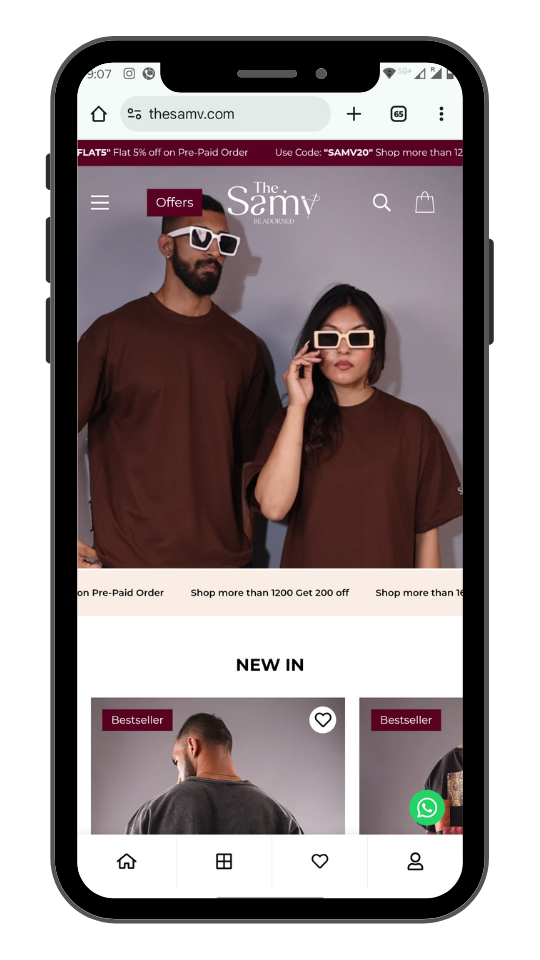 9:07
5G+
R
thesamv.com
65
FLAT5" Flat 5% off on Pre-Paid Order
Use Code: "SAMV20" Shop more than 12
Offers
The
Samv
BE ADORNED
on Pre-Paid Order
Shop more than 1200 Get 200 off
Shop more than 16
NEW IN
Bestseller
Bestseller